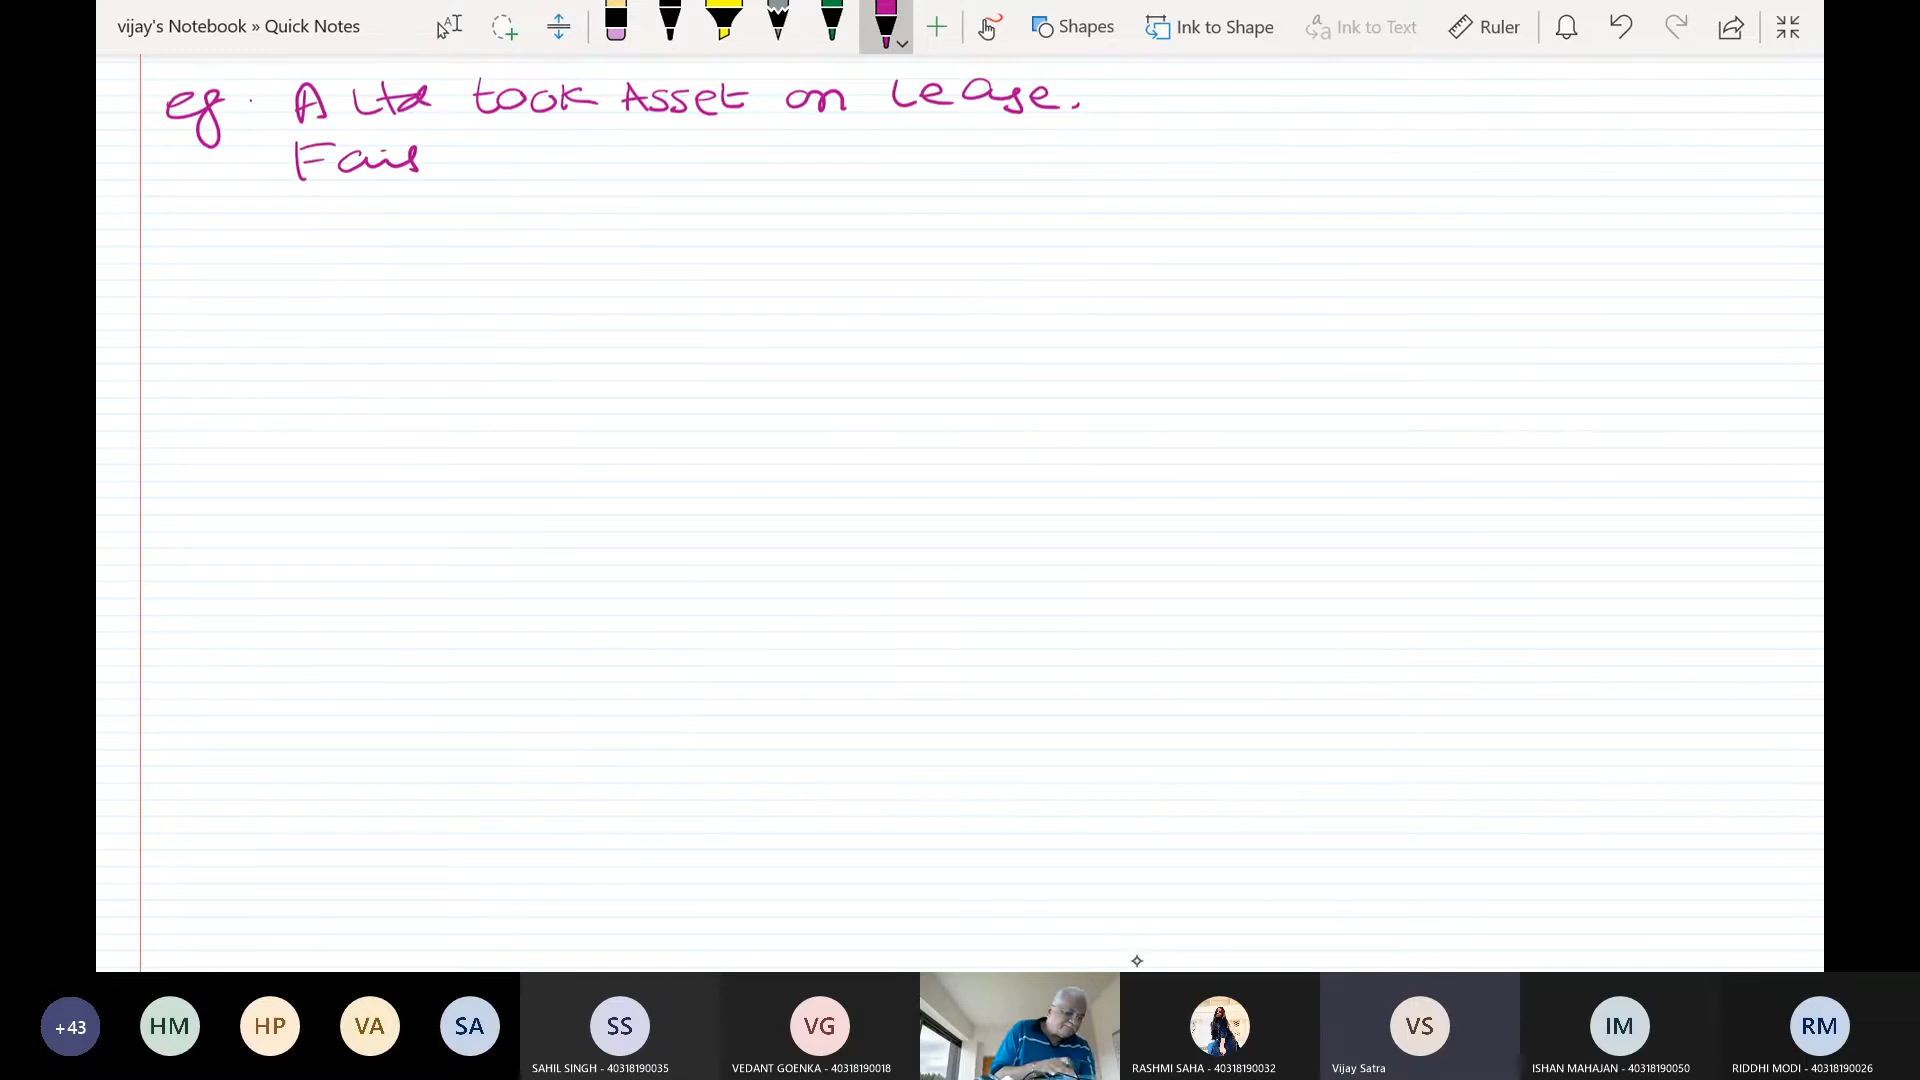 vijay's Notebook » Quick Notes
Shapes
Ink to Shape
Ink to Text
Ruler
eg. A Ltd took Asset on Lease.
Fair
+43
HM
HP
VA
SA
SS
VG
VS
IM
RM
SAHIL SINGH - 40318190035
VEDANT GOENKA - 40318190018
RASHMI SAHA - 40318190032
Vijay Satra
ISHAN MAHAJAN - 40318190050
RIDDHI MODI - 40318190026